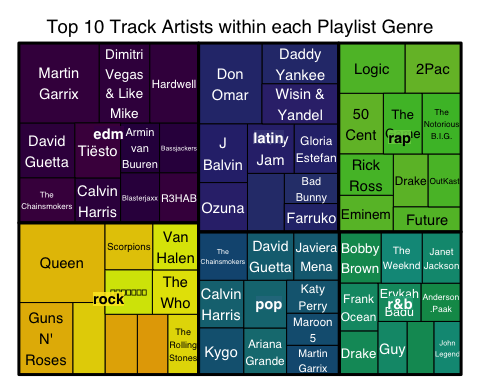 Top 10 Track Artists within each Playlist Genre
Martin
Garrix
Dimitri
Vegas
& Like
Mike
Hardwell
David
Guetta
edm
Tiësto
Armin
van
Buuren
Bassjackers
The
Chainsmokers
Calvin
Harris
Blasterjaxx
R3HAB
Don
Omar
Daddy
Yankee
Wisin &
Yandel
J
Balvin
latin
Jam
Gloria
Estefan
Ozuna
Bad
Bunny
Farruko
Logic
2Pac
50
Cent
The
rap
The
Notorious
B.I.G.
Rick
Ross
Drake
OutKast
Eminem
Future
Queen
Scorpions
Van
Halen
rock
The
Who
Guns
N'
Roses
The
Rolling
Stones
The
Chainsmokers
David
Guetta
Javiera
Mena
Calvin
Harris
pop
Katy
Perry
Maroon
5
Kygo
Ariana
Grande
Martin
Garrix
Bobby
Brown
The
Weeknd
Janet
Jackson
Frank
Ocean
Erykah
Badu
r&b
Anderson
.Paak
Drake
Guy
John
Legend